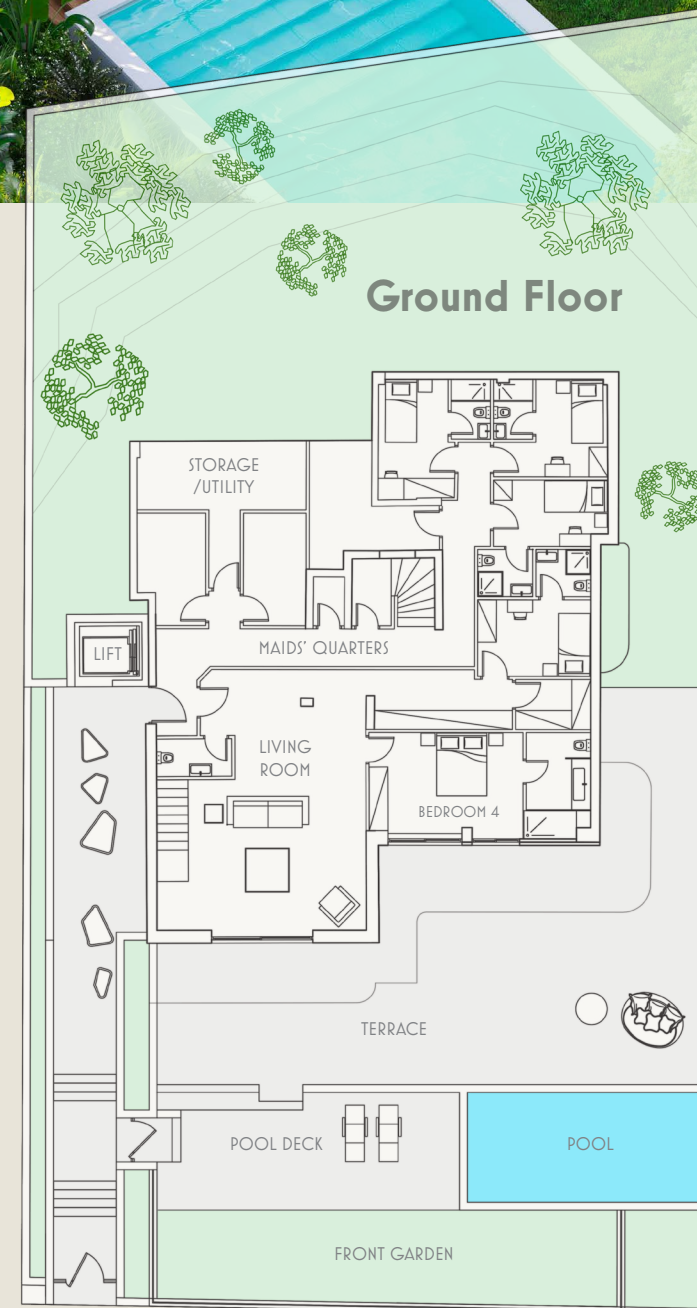 Ground Floor
STORAGE
/UTILITY
LIFT
MAIDS' QUARTERS
LIVING
ROOM
BEDROOM 4
TERRACE
POOL DECK
POOL
FRONT GARDEN